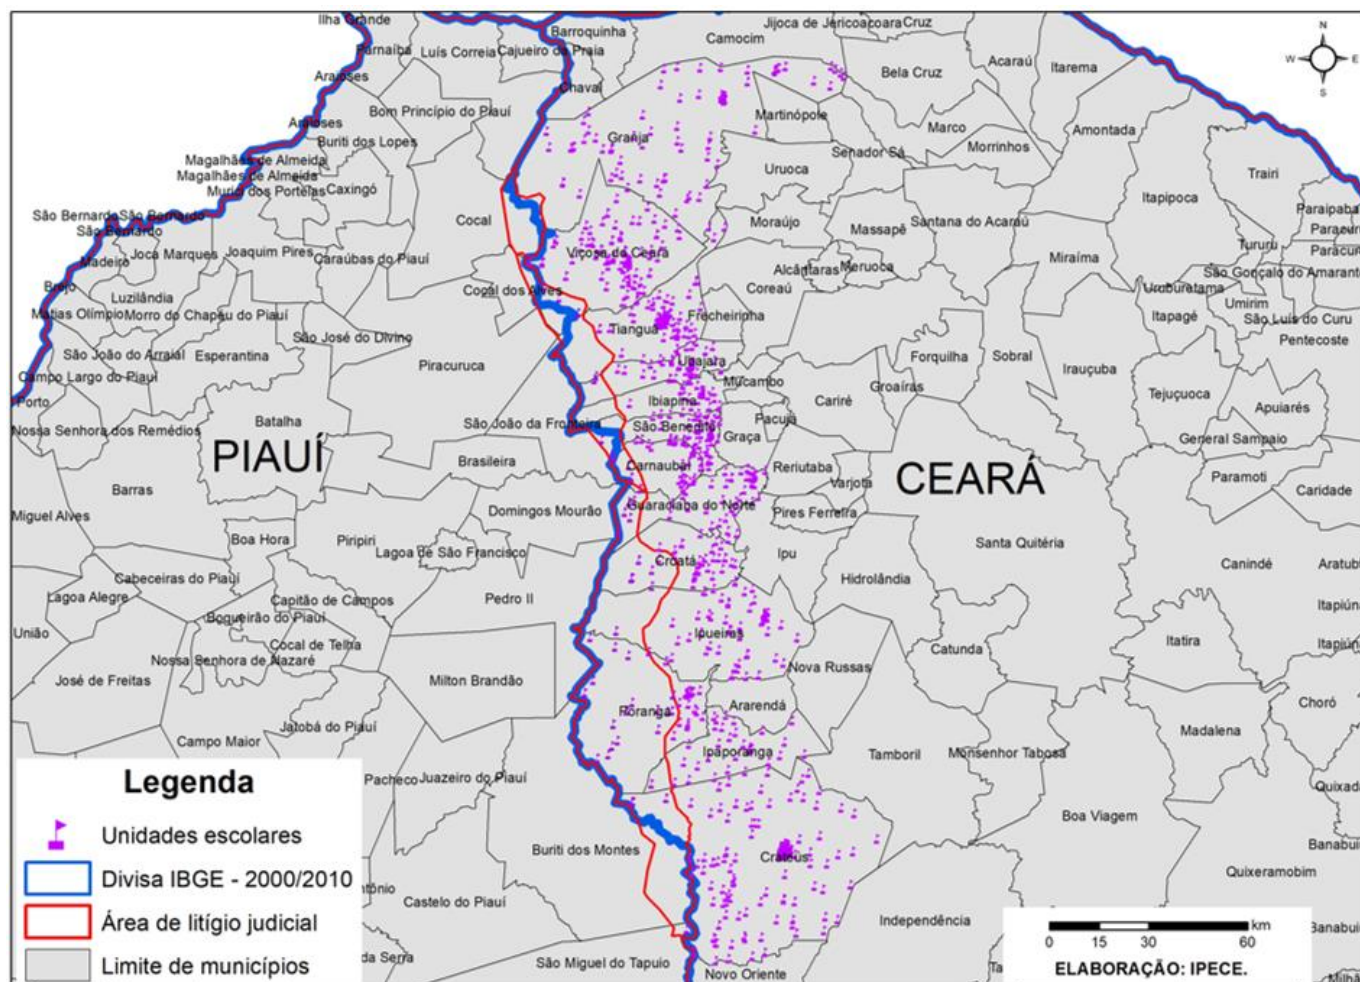 Ilha Grande
Barroquinha
Jijoca de Jericoacoara
Cruz
Parnaíba
Luís Correia
Cajueiro da Praia
Camocim
N
W
E
S
Araioses
Chaval
Bela Cruz
Acaraú
Itarema
Bom Princípio do Piauí
Martinópole
Araioses
Buriti dos Lopes
Granja
Marco
Amontada
Magalhães de Almeida
Senador Sá
Morrinhos
Magalhães de Almeida
Uruoca
Trairi
Murici dos Portelas
Caxingó
Itapipoca
São Bernardo
São Bernardo
Cocal
Moraújo
Massapê
Santana do Acaraú
Paraipaba
São Bernardo
Joca Marques
Joaquim Pires
Viçosa do Ceará
Tururu
Madeiro
Caraúbas do Piauí
Alcântaras
Meruoca
Miraíma
São Gonçalo do Amarante
Brejo
Luzilândia
Cocal dos Alves
Coreaú
Uruburetama
Umirim
Matias Olímpio
Morro do Chapéu do Piauí
Tianguá
Frecheirinha
Itapagé
São Luís do Curu
São José do Divino
Pentecoste
São João do Arraial
Esperantina
Piracuruca
Ubajara
Forquilha
Sobral
Irauçuba
Campo Largo do Piauí
Mucambo
Groaíras
Tejuçuoca
Porto
Ibiapina
Cariré
Apuiarés
Nossa Senhora dos Remédios
Batalha
São João da Fronteira
São Benedito
Pacujá
Graça
General Sampaio
PIAUÍ
Brasileira
Carnaubal
Reriutaba
CEARÁ
Varjota
Paramoti
Caridade
Barras
Miguel Alves
Domingos Mourão
Guaraciaba do Norte
Pires Ferreira
Boa Hora
Piripiri
Lagoa de São Francisco
Croatá
Ipu
Santa Quitéria
Canindé
Cabeceiras do Piauí
Hidrolândia
Lagoa Alegre
Capitão de Campos
Pedro II
Boqueirão do Piauí
União
Cocal de Telha
Ipueiras
Catunda
Itatira
Nossa Senhora de Nazaré
José de Freitas
Milton Brandão
Nova Russas
Poranga
Ararendá
Choró
Jatobá do Piauí
Campo Maior
Madalena
Ipaporanga
Tamboril
Monsenhor Tabosa
Legenda
Pacheco
Juazeiro do Piauí
Unidades escolares
Boa Viagem
Buriti dos Montes
Crateús
Divisa IBGE - 2000/2010
Quixeramobim
Castelo do Piauí
Área de litígio judicial
Independência
km
0 15 30 60
da Serra
São Miguel do Tapuio
Limite de municípios
Novo Oriente
ELABORAÇÃO: IPECE.